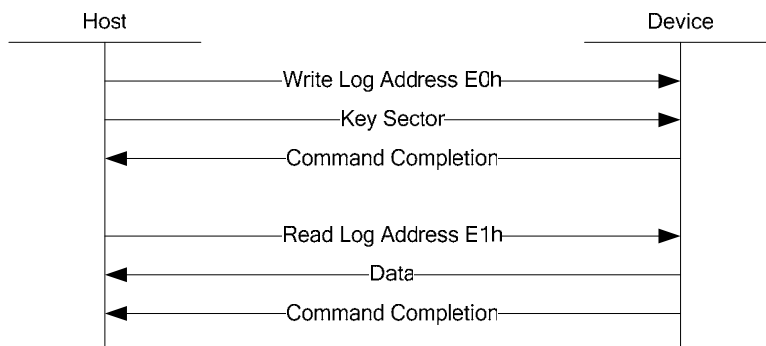 Host
Device
Write Log Address E0h
Key Sector
Command Completion
Read Log Address E1h
Data
Command Completion